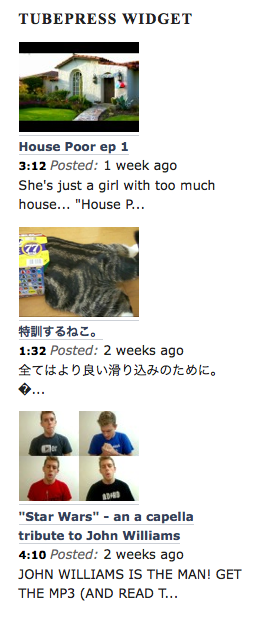 TUBEPRESS WIDGET
House Poor ep 1
3:12 Posted: 1 week ago
She's just a girl with too much
house... "House P...
特訓するねこ。
1:32 Posted: 2 weeks ago
全てはより良い滑り込みのために。
�...
"Star Wars" - an a capella
tribute to John Williams
4:10 Posted: 2 weeks ago
JOHN WILLIAMS IS THE MAN! GET
THE MP3 (AND READ T...